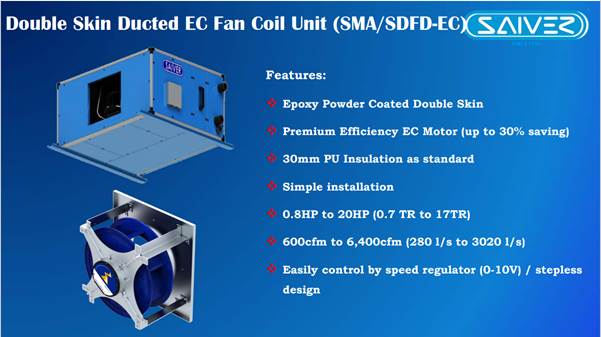 Double Skin Ducted EC Fan Coil Unit (SMA/SDFD-EC)
SAIVER
SAIVER
Features:
Epoxy Powder Coated Double Skin
Premium Efficiency EC Motor (up to 30% saving)
30mm PU Insulation as standard
Simple installation
0.8HP to 20HP (0.7 TR to 17TR)
600cfm to 6,400cfm (280 l/s to 3020 l/s)
Easily control by speed regulator (0-10V) / stepless
design